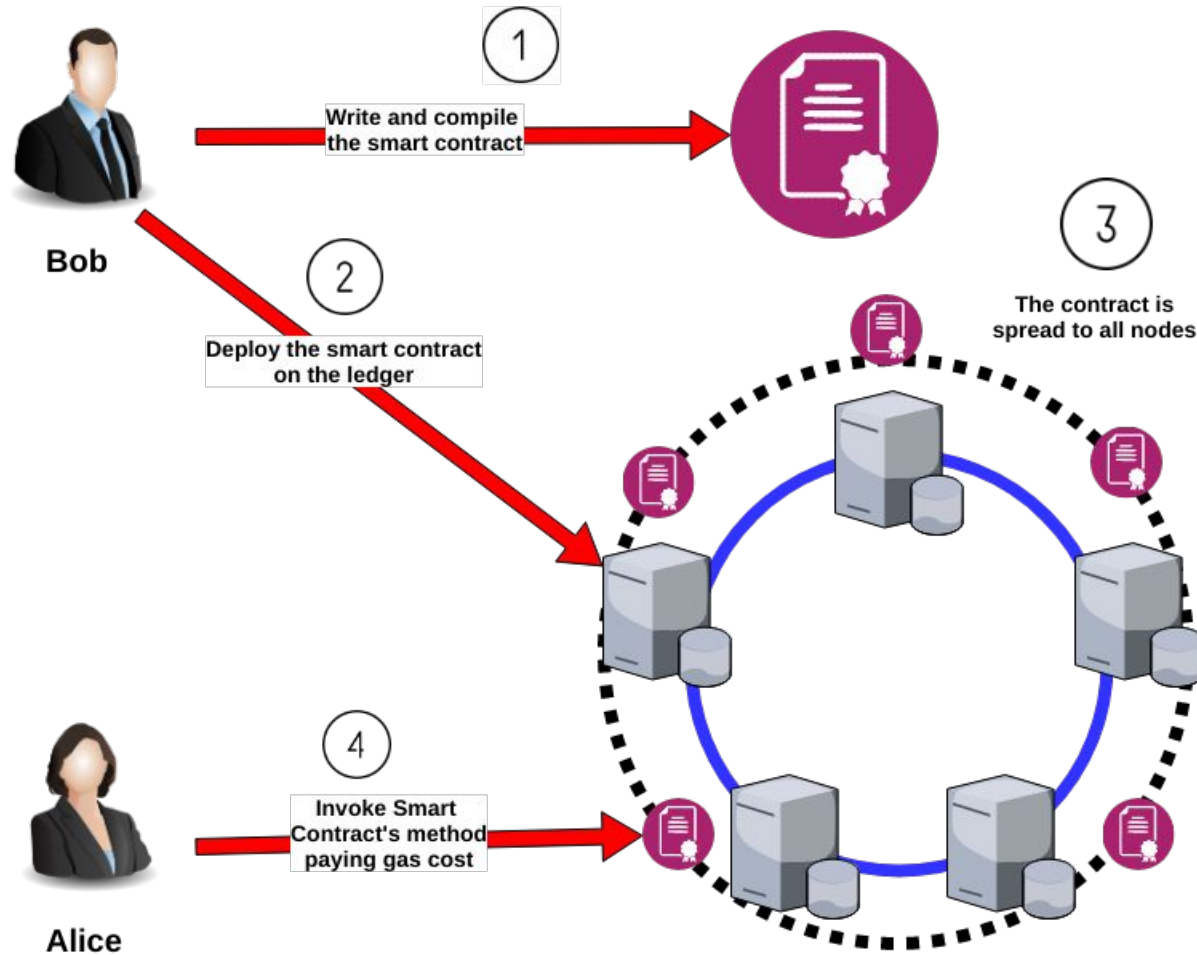 1
Write and compile
the smart contract
Bob
2
Deploy the smart contract
on the ledger
3
The contract is
spread to all nodes
4
Invoke Smart
Contract's method
paying gas cost
Alice